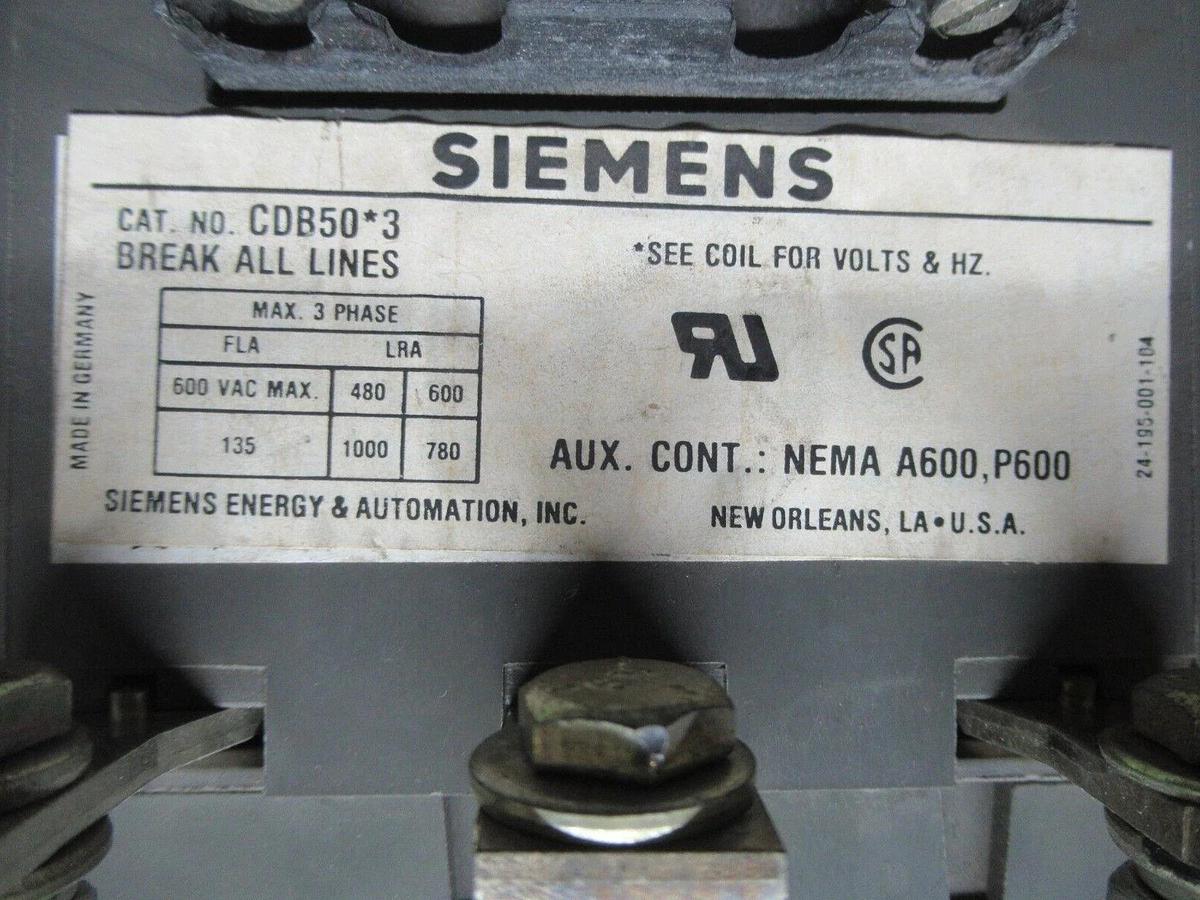 SIEMENS
CAT. NO. CDB50*3
BREAK ALL LINES
*SEE COIL FOR VOLTS & HZ.
MADE IN GERMANY
MAX. 3 PHASE
FLA LRA
600 VAC MAX. 480 600
135 1000 780
RU
CSA
AUX. CONT.: NEMA A600,P600
24-195-001-104
SIEMENS ENERGY & AUTOMATION, INC.
NEW ORLEANS, LA•U.S.A.